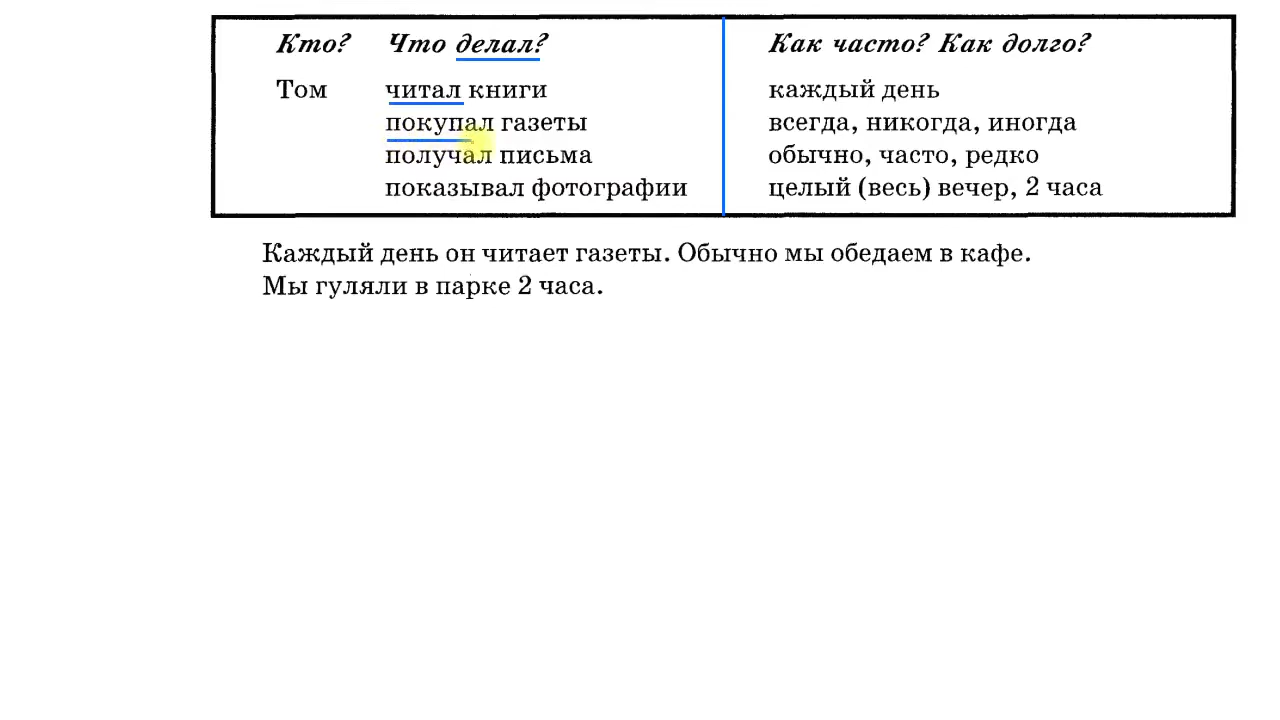 Кто? Что делал? Как часто? Как долго?
Том читал книги каждый день
покупал газеты всегда, никогда, иногда
получал письма обычно, часто, редко
показывал фотографии целый (весь) вечер, 2 часа
Каждый день он читает газеты. Обычно мы обедаем в кафе.
Мы гуляли в парке 2 часа.